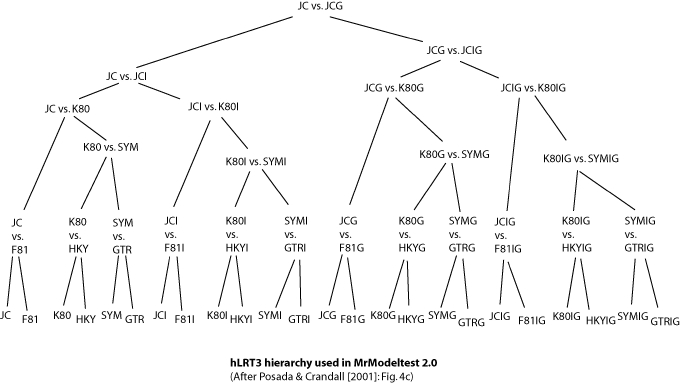 JC vs. JCG
JCG vs. JCIG
JC vs. JCI
JCG vs. K80G
JCIG vs. K80IG
JC vs. K80
JCI vs. K80I
K80 vs. SYM
K80G vs. SYMG
K80IG vs. SYMIG
K80I vs. SYMI
JC
vs.
F81
K80
vs.
HKY
SYM
vs.
GTR
JCI
vs.
F81I
K80I
vs.
HKYI
SYMI
vs.
GTRI
JCG
vs.
F81G
K80G
vs.
HKYG
SYMG
vs.
GTRG
JCIG
vs.
F81IG
K80IG
vs.
HKYIG
SYMIG
vs.
GTRIG
JC F81 K80 HKY SYM GTR JCI F81I K80I HKYI SYMI GTRI JCG F81G K80G HKYG SYMG GTRG JCIG F81IG K80IG HKYIG SYMIG GTRIG
hLRT3 hierarchy used in MrModeltest 2.0
(After Posada & Crandall [2001]: Fig. 4c)